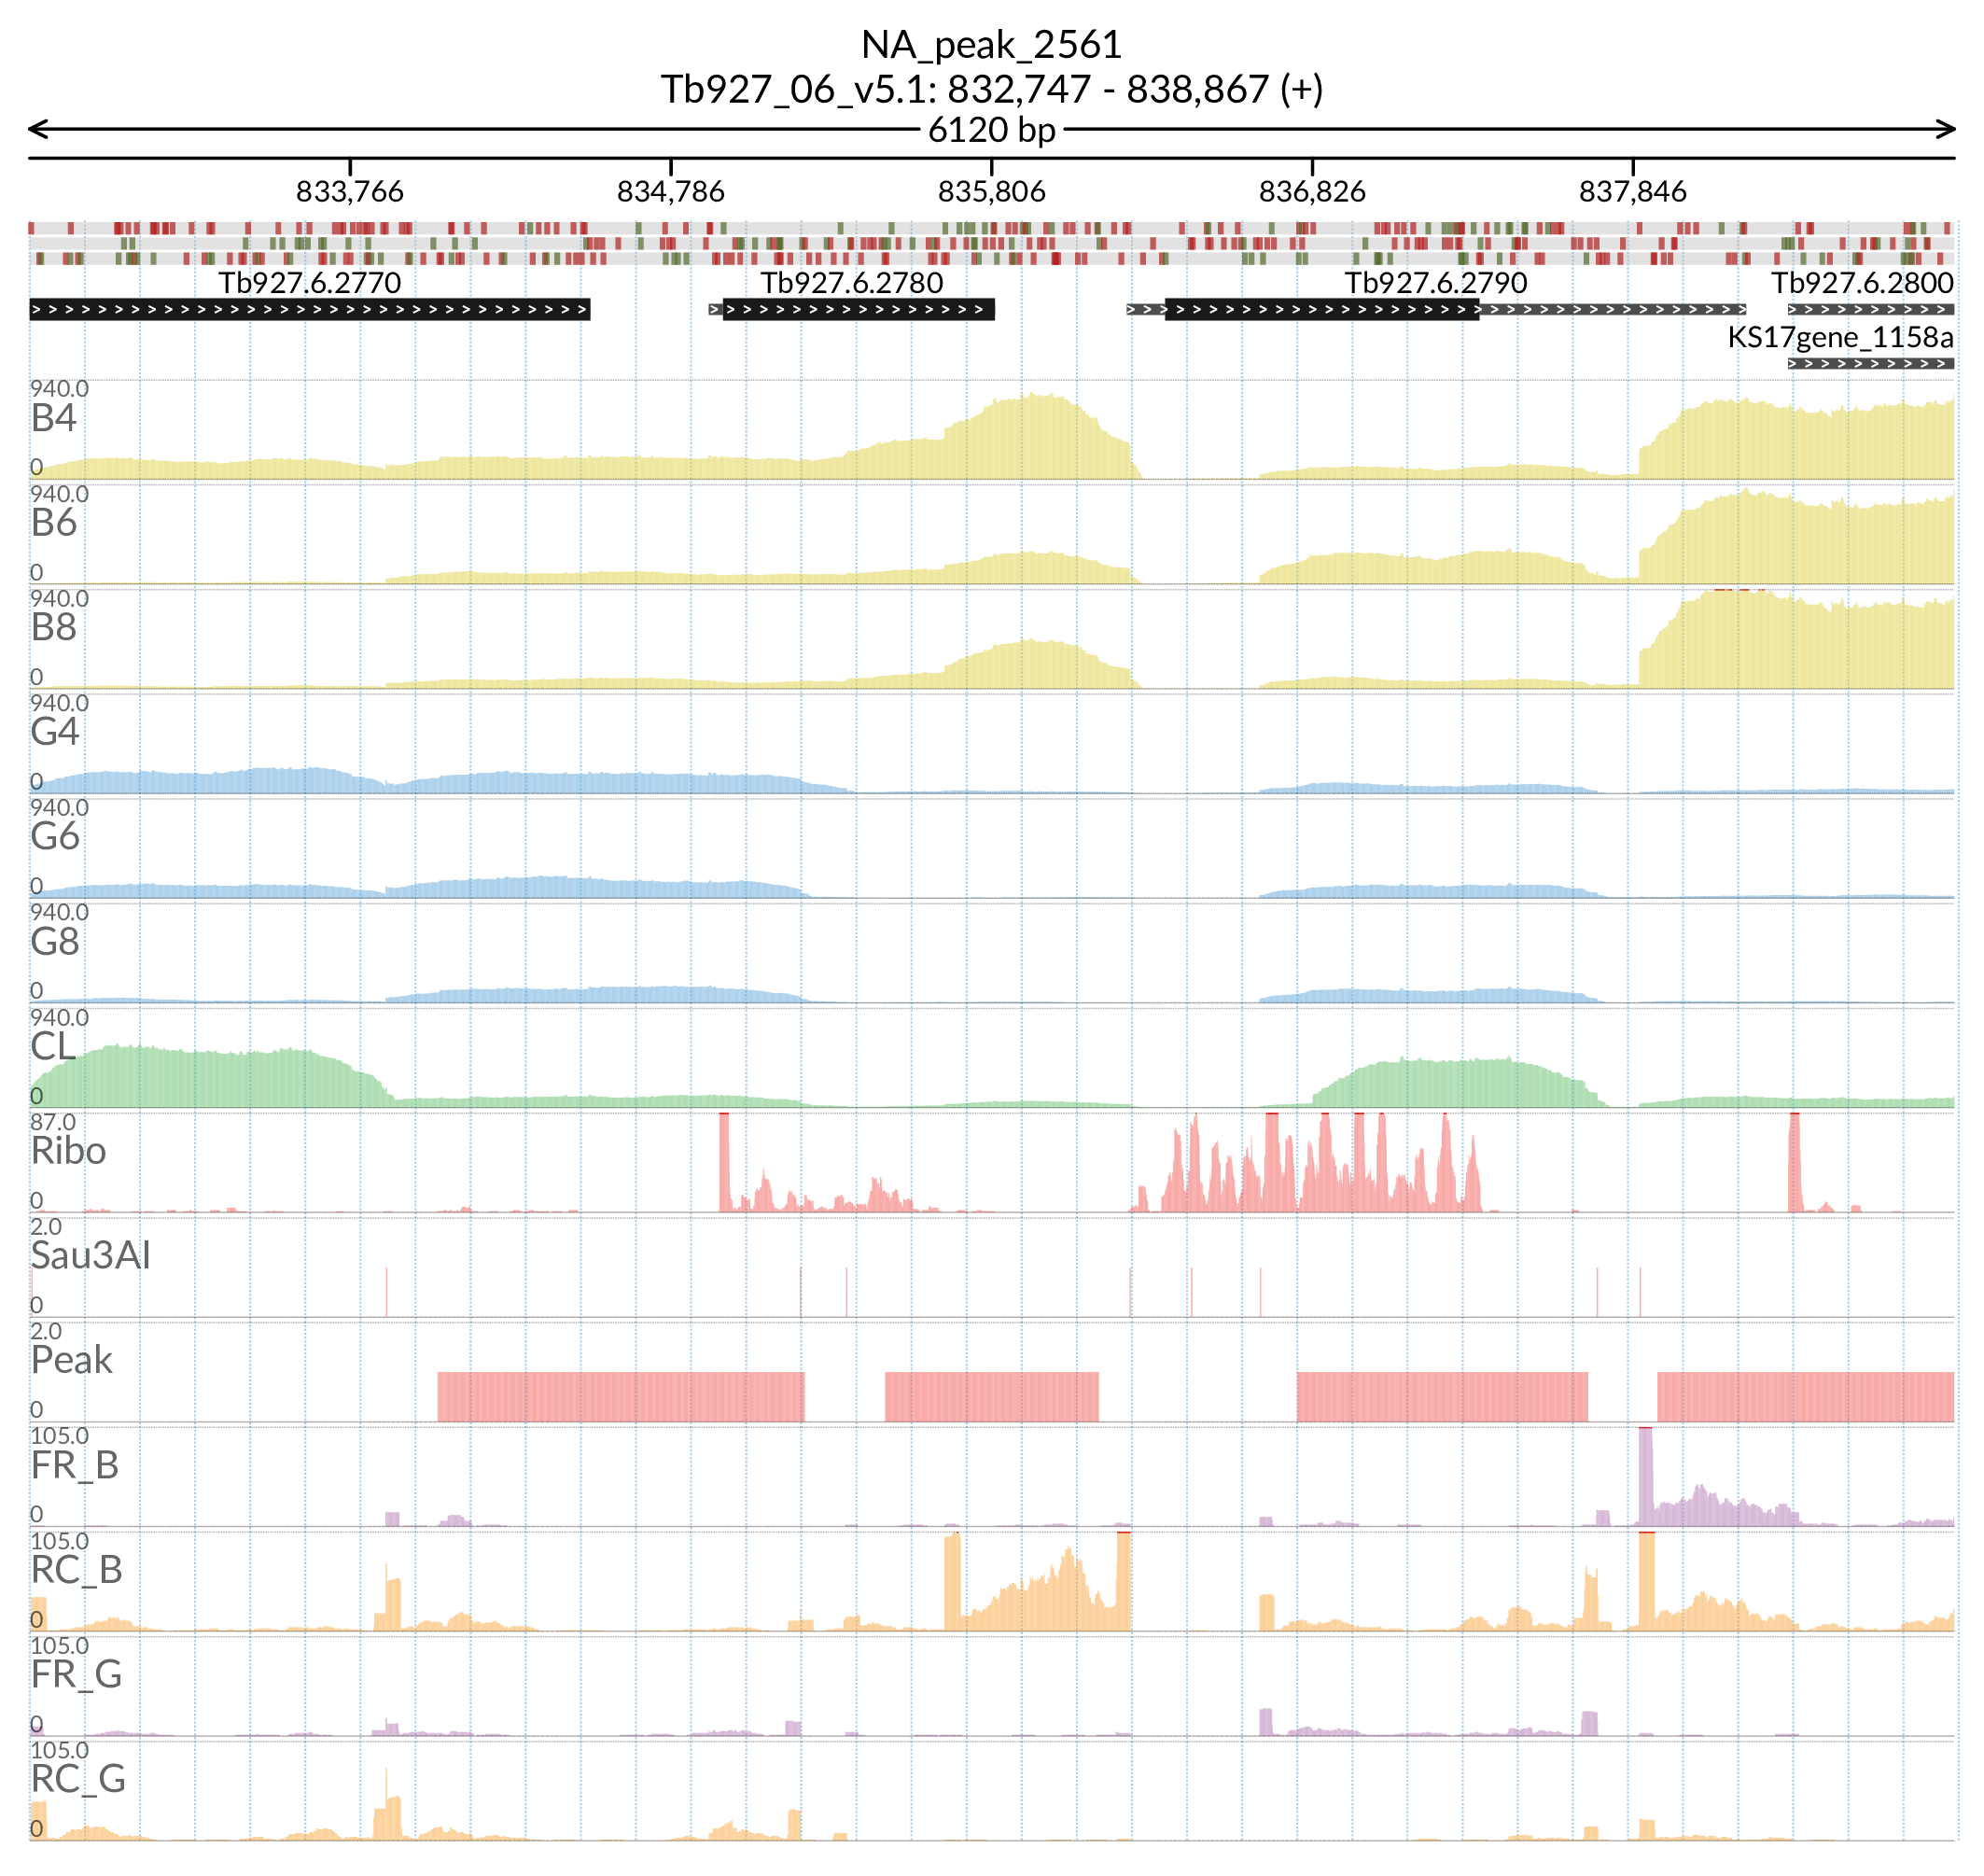 NA_peak_2561
Tb927_06_v5.1: 832,747 - 838,867 (+)
6120 bp
833,766 834,786 835,806 836,826 837,846
Tb927.6.2770 Tb927.6.2780 Tb927.6.2790 Tb927.6.2800
KS17gene_1158a
940.0
B4
0
940.0
B6
0
940.0
B8
0
940.0
G4
0
940.0
G6
0
940.0
G8
0
940.0
CL
0
87.0
Ribo
0
2.0
Sau3AI
0
2.0
Peak
0
105.0
FR_B
0
105.0
RC_B
0
105.0
FR_G
0
105.0
RC_G
0